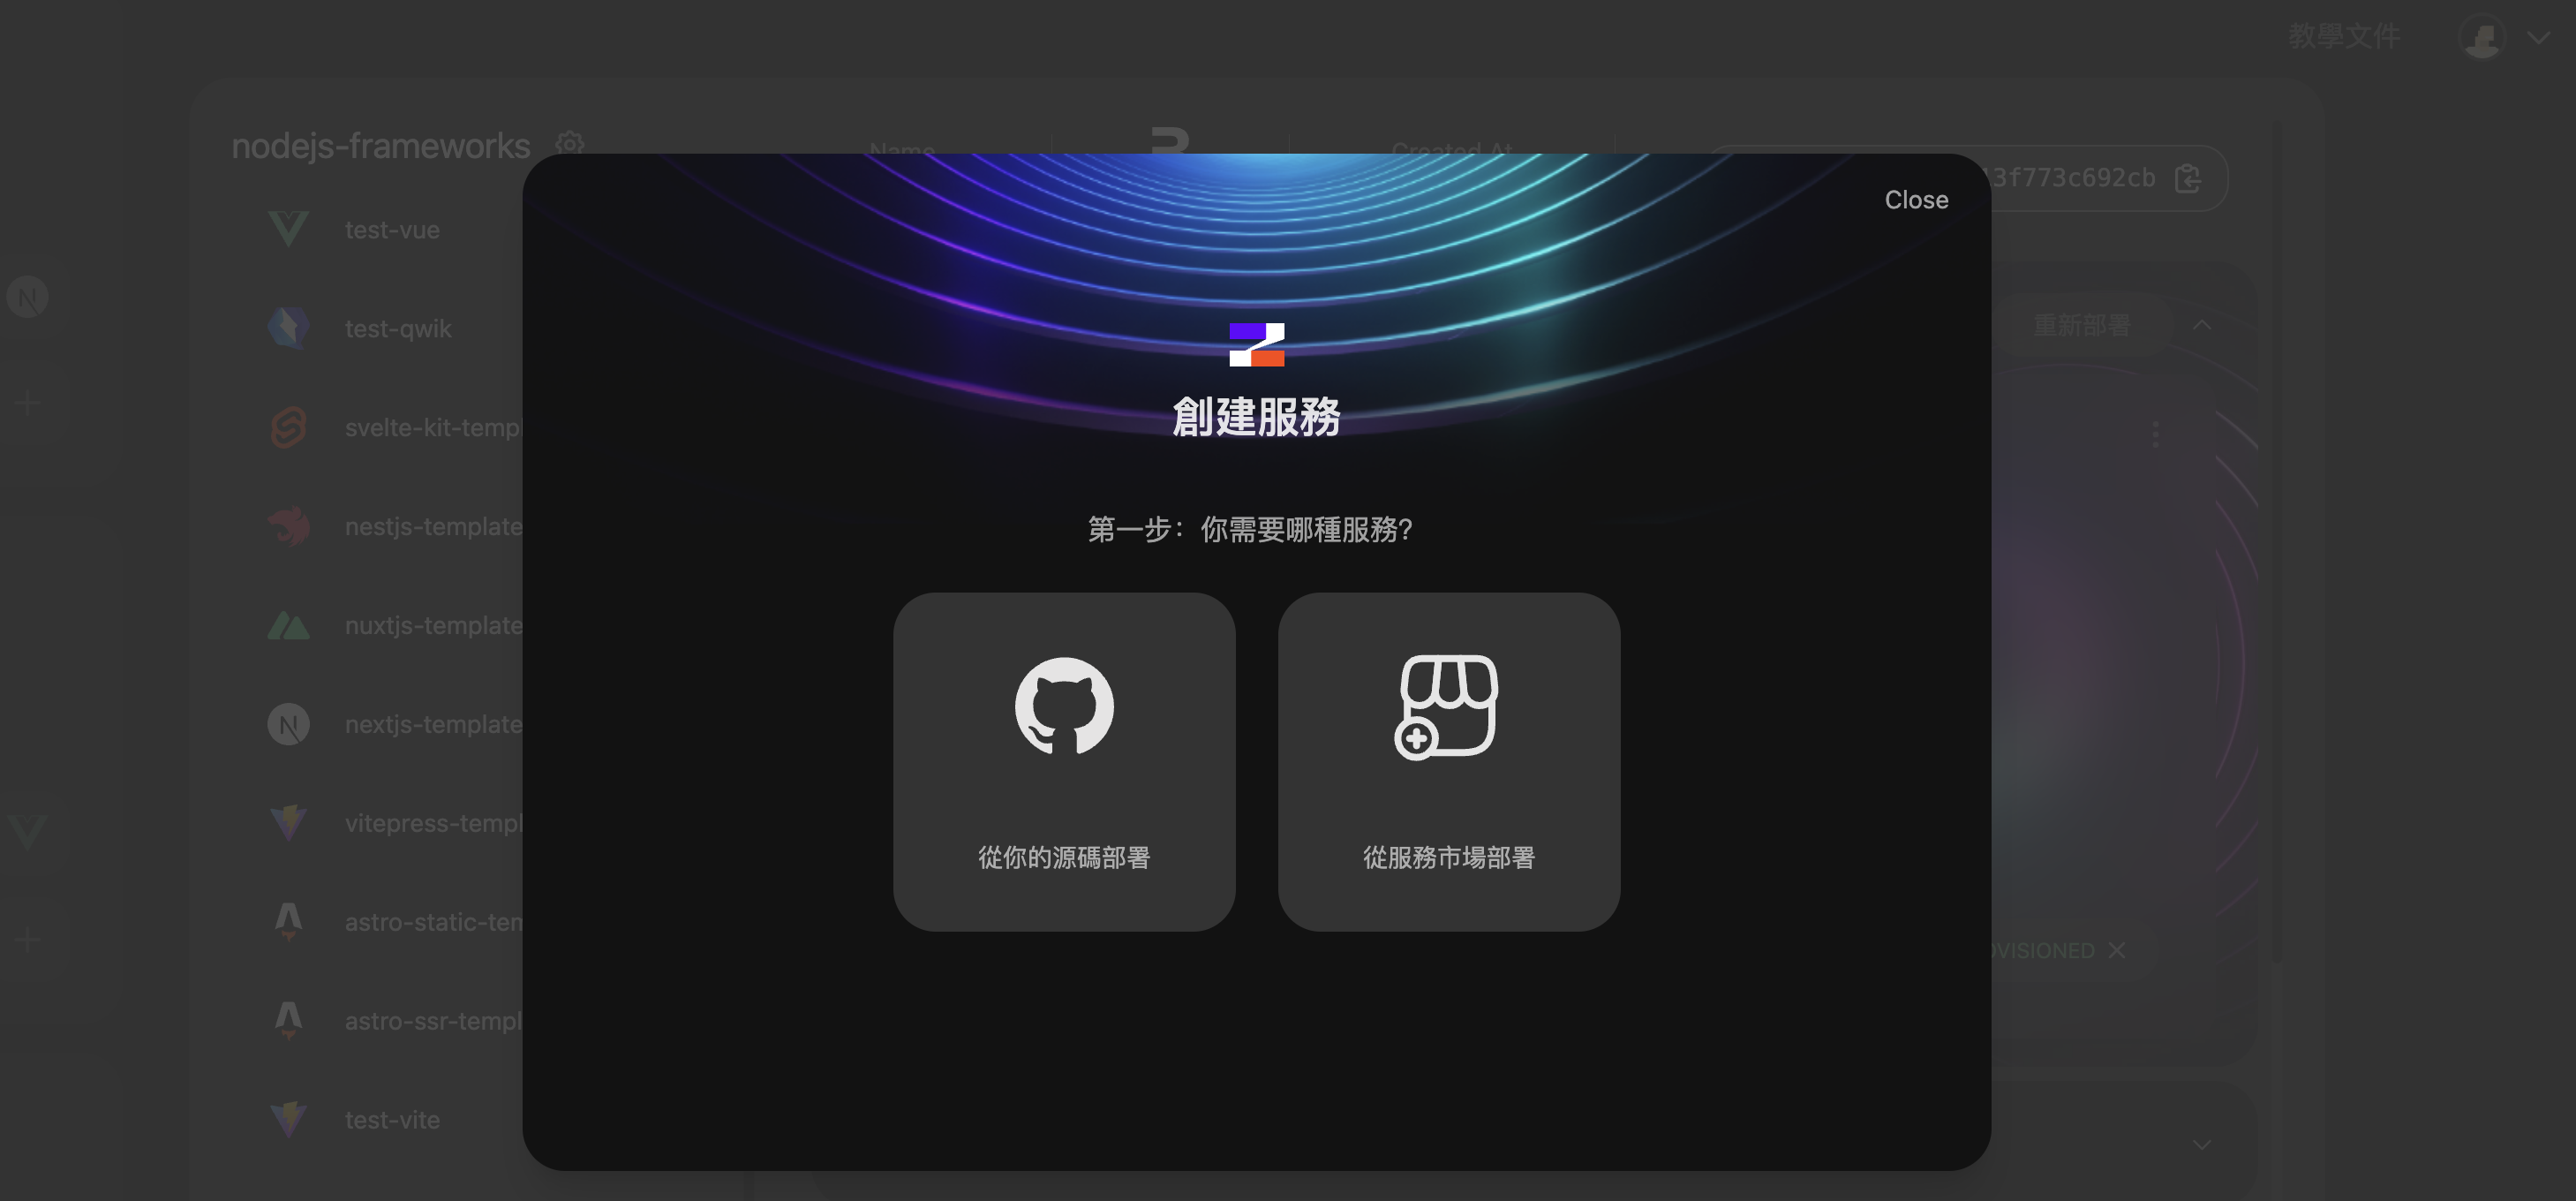 教學文件
nodejs-frameworks
Name
Created At
13f773c692cb
Close
test-vue
test-qwik
重新部署
創建服務
svelte-kit-templ
第一步：你需要哪種服務？
nestjs-template
nuxtjs-template
nextjs-template
vitepress-templ
從你的源碼部署
從服務市場部署
astro-static-tem
OVISIONED
astro-ssr-templ
test-vite